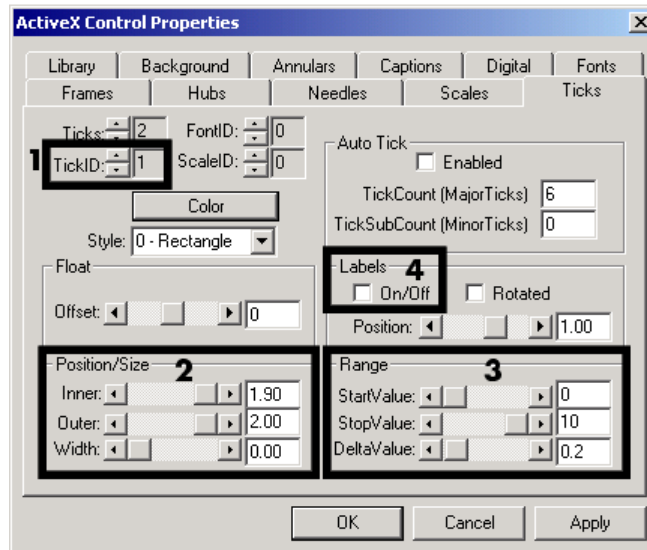 ActiveX Control Properties
Library Background Annulars Captions Digital Fonts
Frames Hubs Needles Scales Ticks
Ticks: 2 FontID: 0
1 TickID: 1 ScaleID: 0
Color
Style: 0 - Rectangle
Auto Tick
Enabled
TickCount (MajorTicks) 6
TickSubCount (MinorTicks) 0
Float
Offset: 0
Labels 4
On/Off Rotated
Position: 1.00
Position/Size 2
Inner: 1.90
Outer: 2.00
Width: 0.00
Range 3
StartValue: 0
StopValue: 10
DeltaValue: 0.2
OK Cancel Apply